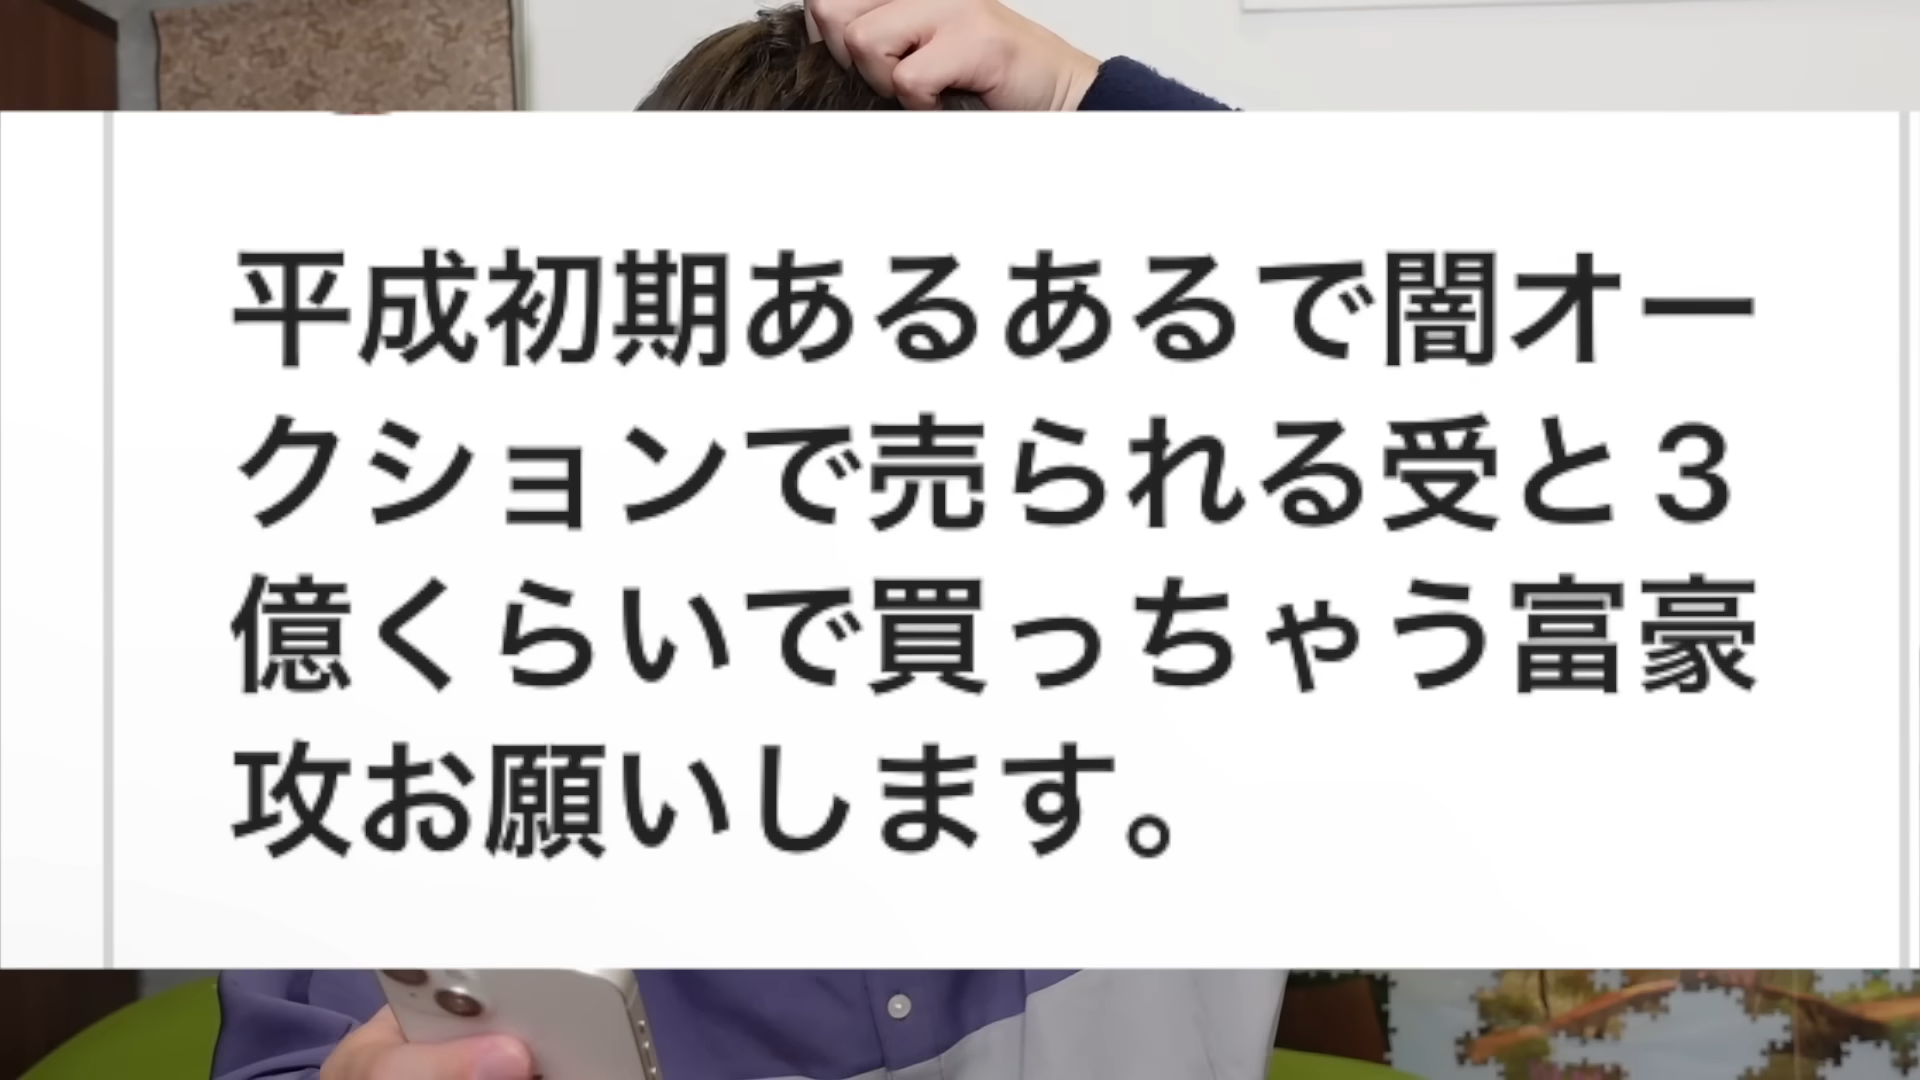 平成初期あるあるで闇オー
クションで売られる受と３
億くらいで買っちゃう富豪
攻お願いします。